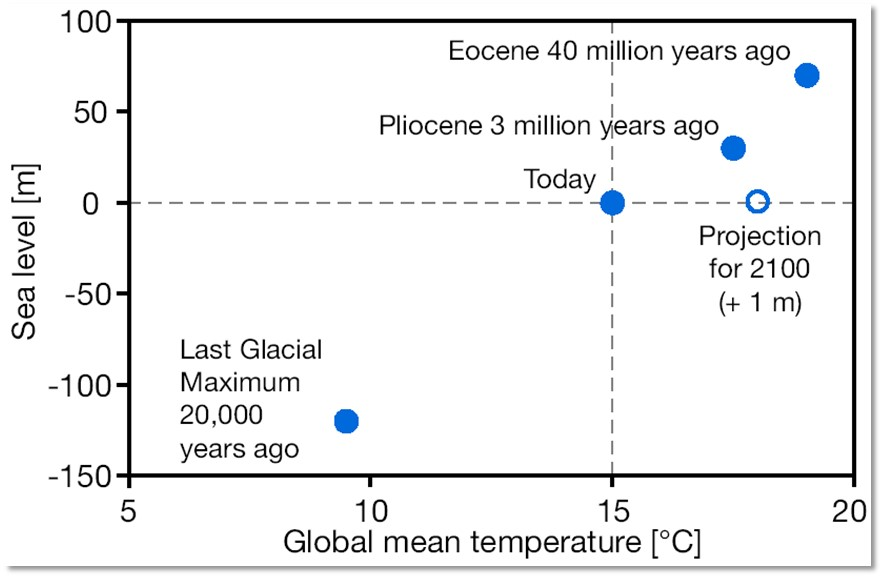 100
50
0
-50
-100
-150
Sea level [m]
Eocene 40 million years ago
Pliocene 3 million years ago
Today
Projection
for 2100
(+ 1 m)
Last Glacial
Maximum
20,000
years ago
5
10
15
20
Global mean temperature [°C]